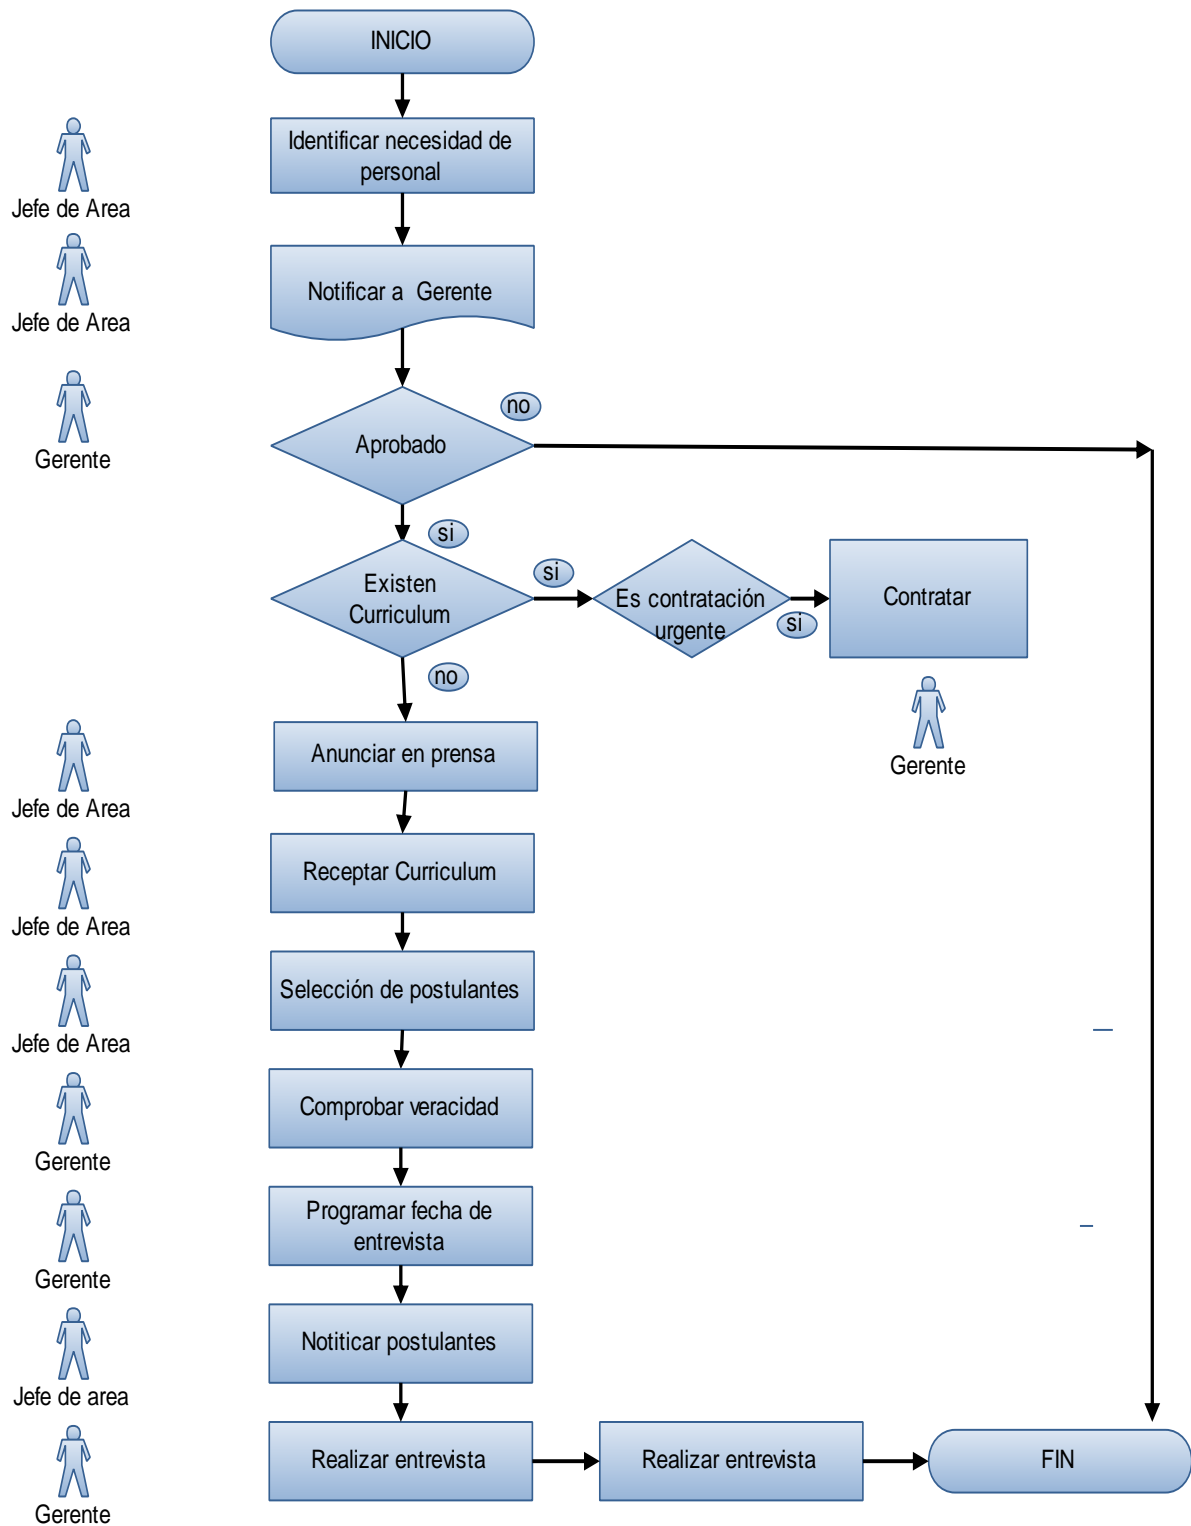 INICIO
Identificar necesidad de
personal
Jefe de Area
Notificar a Gerente
Jefe de Area
no
Aprobado
Gerente
si
Existen
Curriculum
si
Es contratación
urgente
si
Contratar
no
Gerente
Anunciar en prensa
Jefe de Area
Receptar Curriculum
Jefe de Area
Selección de postulantes
Jefe de Area
Comprobar veracidad
Gerente
Programar fecha de
entrevista
Gerente
Notiticar postulantes
Jefe de area
Realizar entrevista
Realizar entrevista
FIN
Gerente